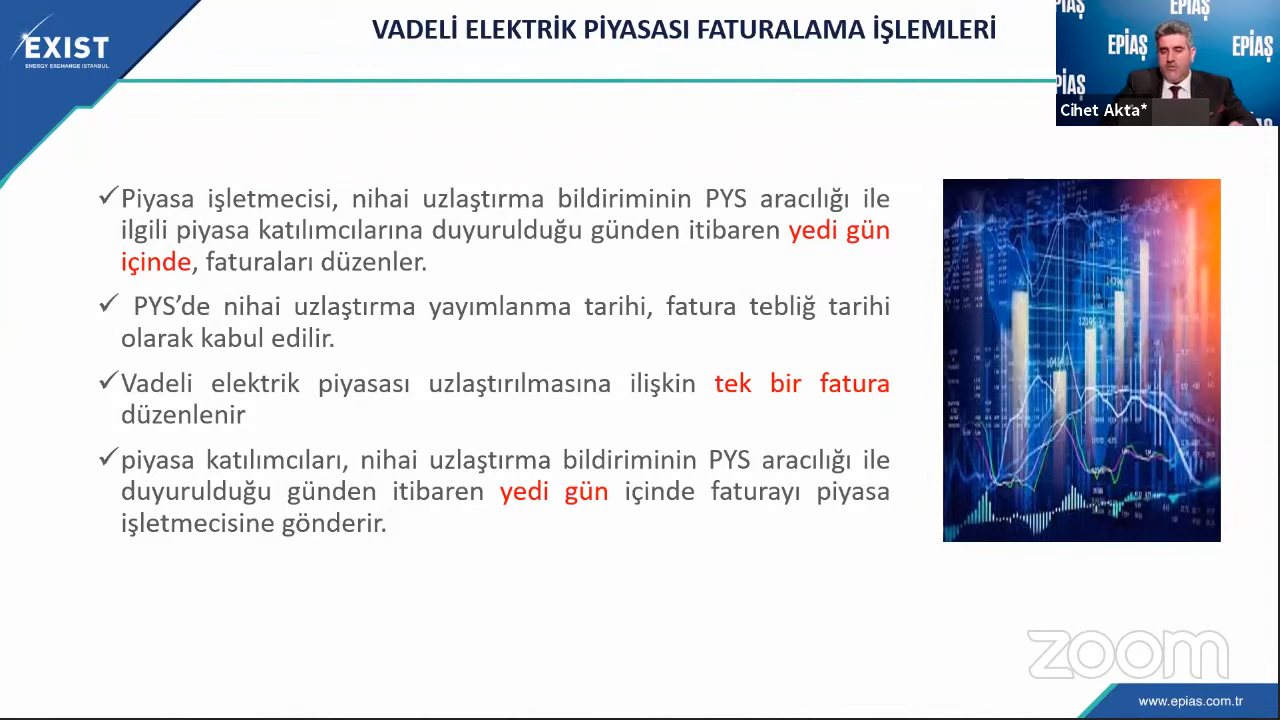 EXIST
ENERGY EXCHANGE ISTANBUL
VADELİ ELEKTRİK PİYASASI FATURALAMA İŞLEMLERİ
EPİAŞ
EPİAŞ
Cihet Akta*
✓Piyasa işletmecisi, nihai uzlaştırma bildiriminin PYS aracılığı ile
ilgili piyasa katılımcılarına duyurulduğu günden itibaren yedi gün
içinde, faturaları düzenler.
✓ PYS’de nihai uzlaştırma yayımlanma tarihi, fatura tebliğ tarihi
olarak kabul edilir.
✓Vadeli elektrik piyasası uzlaştırılmasına ilişkin tek bir fatura
düzenlenir
✓piyasa katılımcıları, nihai uzlaştırma bildiriminin PYS aracılığı ile
duyurulduğu günden itibaren yedi gün içinde faturayı piyasa
işletmecisine gönderir.
zoom
www.epias.com.tr